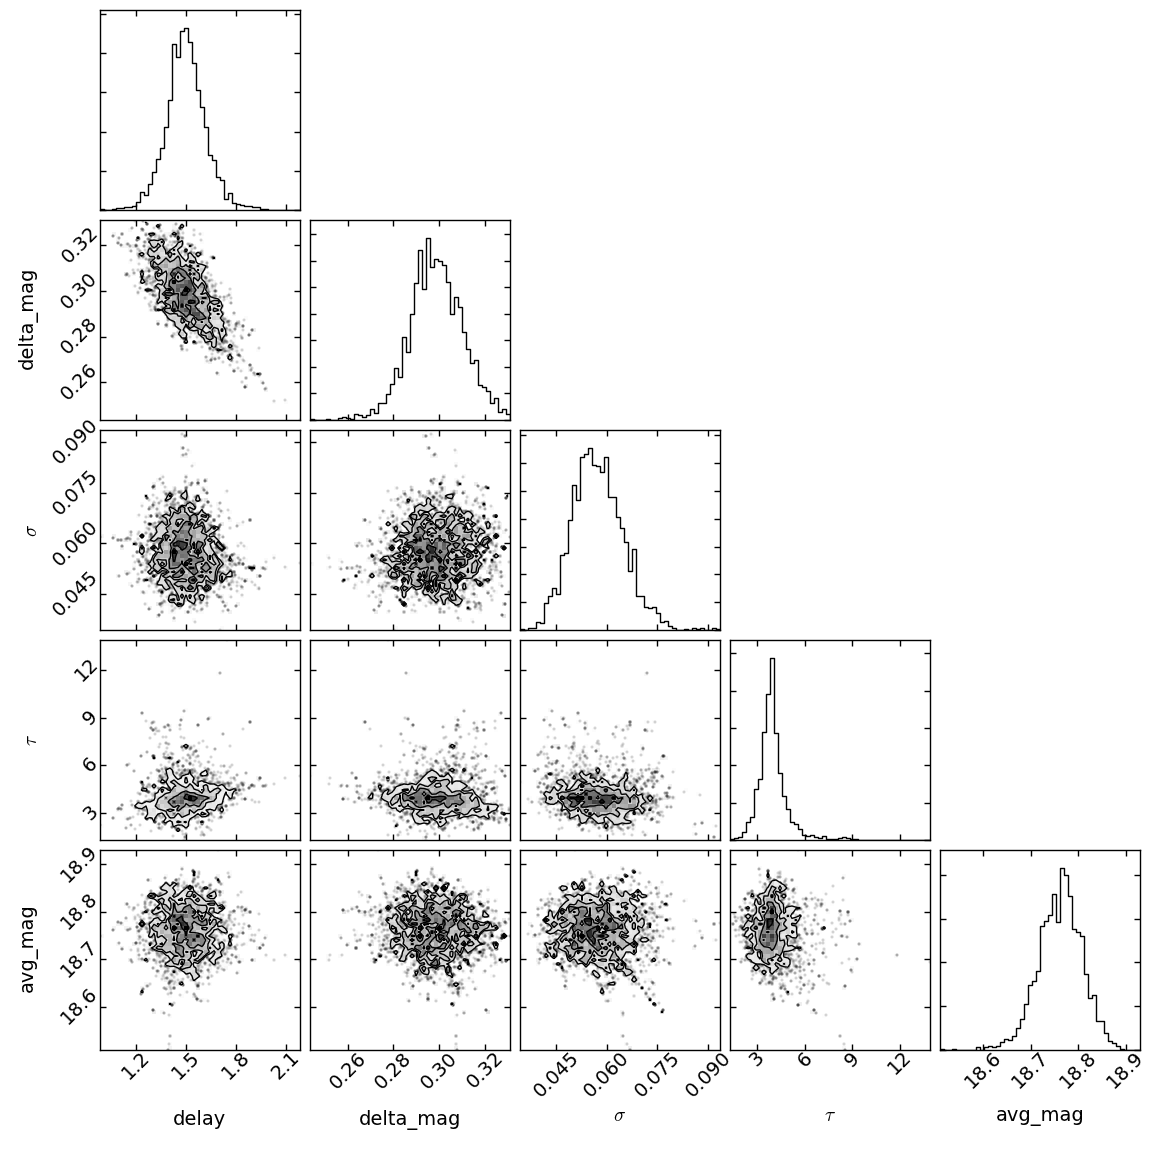 delta_mag
0.32
0.30
0.28
0.26
σ
0.090
0.075
0.060
0.045
τ
12
9
6
3
avg_mag
18.9
18.8
18.7
18.6
1.2 1.5 1.8 2.1
0.26 0.28 0.30 0.32
0.045 0.060 0.075 0.090
3 6 9 12
18.6 18.7 18.8 18.9
delay delta_mag σ τ avg_mag